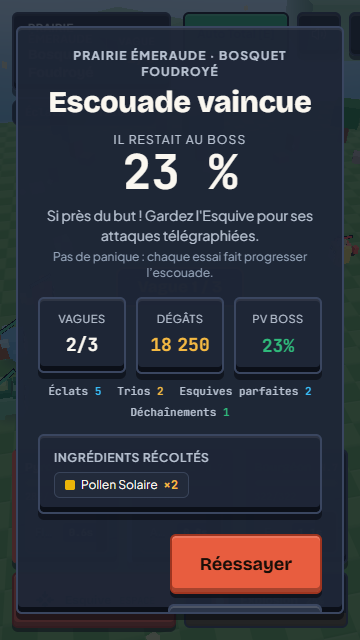 PRAIRIE ÉMERAUDE · BOSQUET
FOUDROYÉ
Escouade vaincue
IL RESTAIT AU BOSS
23 %
Si près du but ! Gardez l'Esquive pour ses
attaques télégraphiées.
Pas de panique : chaque essai fait progresser
l'escouade.
VAGUES DÉGÂTS PV BOSS
2/3 18 250 23%
Éclats 5 Trios 2 Esquives parfaites 2
Déchaînements 1
INGRÉDIENTS RÉCOLTÉS
Pollen Solaire ×2
Réessayer